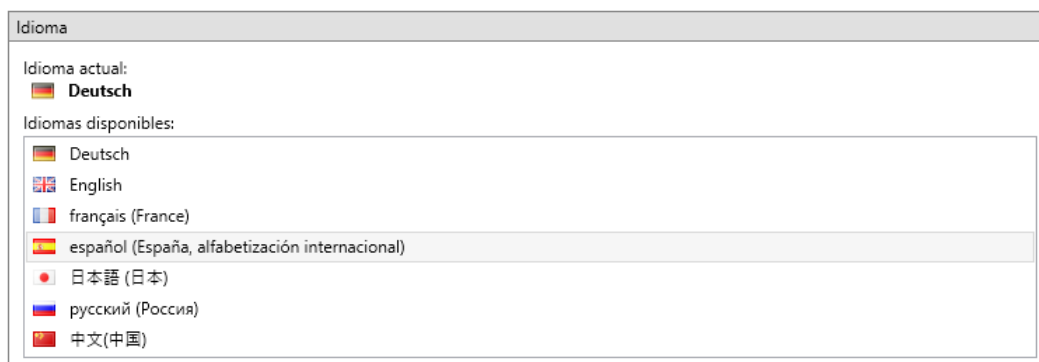 Idioma
Idioma actual:
Deutsch
Idiomas disponibles:
Deutsch
English
français (France)
español (España, alfabetización internacional)
日本語 (日本)
русский (Россия)
中文(中国)